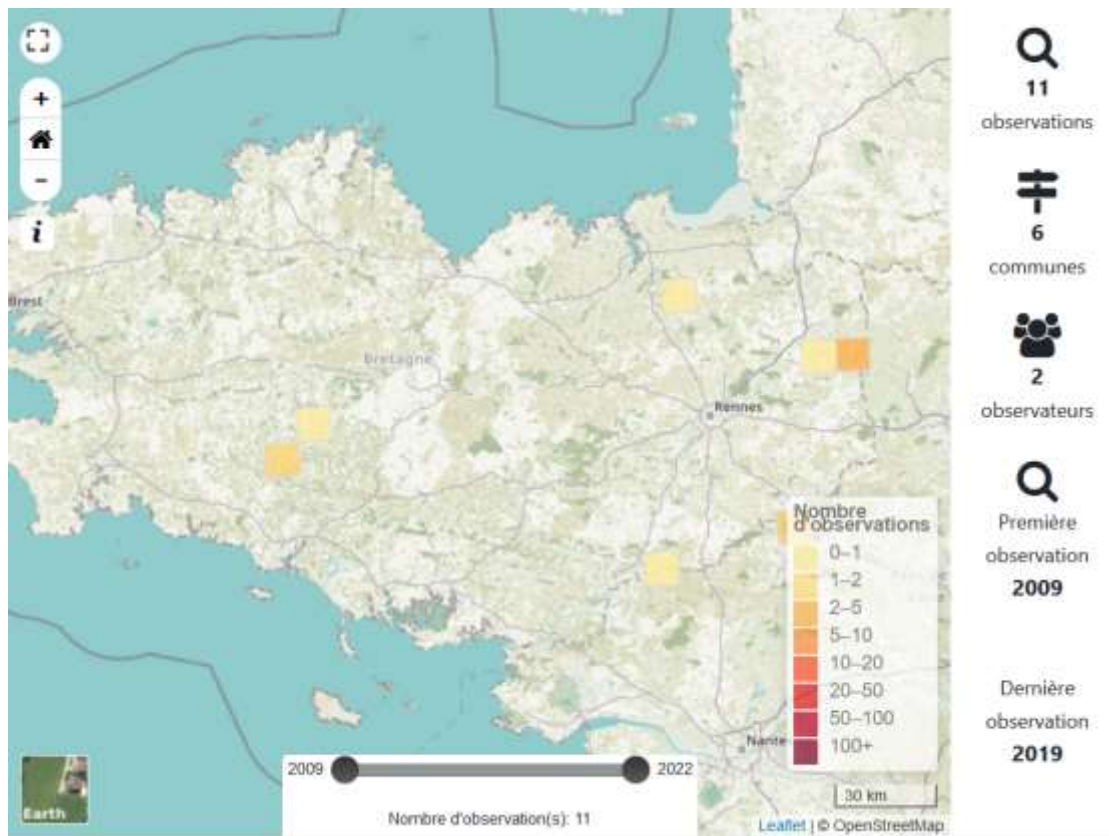 +
-
i
Brest
Bretagne
Rennes
Nombre
d'observations
0–1
1–2
2–5
5–10
10–20
20–50
50–100
100+
Nante
30 km
Earth
2009
2022
Nombre d'observation(s): 11
Leaflet | © OpenStreetMap
11
observations
6
communes
2
observateurs
Première
observation
2009
Dernière
observation
2019